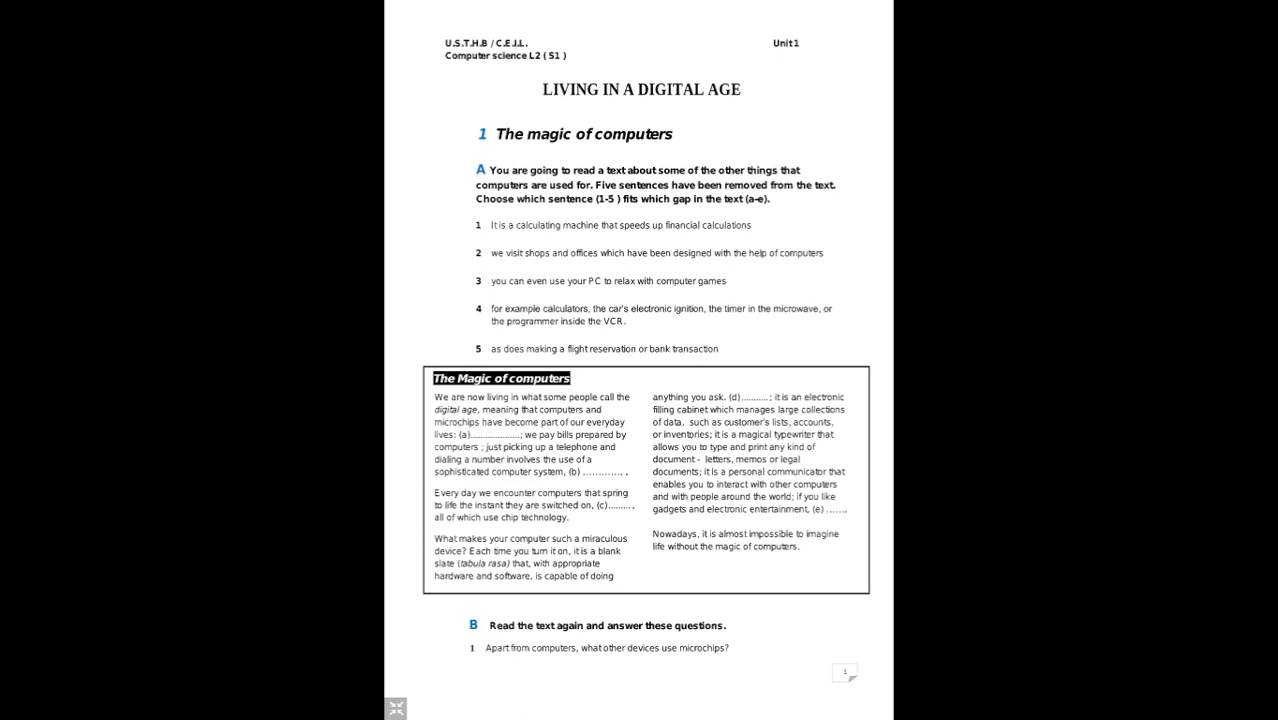 U.S.T.H.B / C.E.I.L.
Unit 1
Computer science L2 ( S1 )
LIVING IN A DIGITAL AGE
1 The magic of computers
A You are going to read a text about some of the other things that
computers are used for. Five sentences have been removed from the text.
Choose which sentence (1-5 ) fits which gap in the text (a-e).
1 It is a calculating machine that speeds up financial calculations
2 we visit shops and offices which have been designed with the help of computers
3 you can even use your PC to relax with computer games
4 for example calculators, the car's electronic ignition, the timer in the microwave, or
the programmer inside the VCR.
5 as does making a flight reservation or bank transaction
The Magic of computers
We are now living in what some people call the
digital age, meaning that computers and
microchips have become part of our everyday
lives: (a)...................; we pay bills prepared by
computers ; just picking up a telephone and
dialing a number involves the use of a
sophisticated computer system, (b) …………. .
Every day we encounter computers that spring
to life the instant they are switched on, (c)........ ,
all of which use chip technology.
What makes your computer such a miraculous
device? Each time you turn it on, it is a blank
slate (tabula rasa) that, with appropriate
hardware and software, is capable of doing
anything you ask. (d)..........; it is an electronic
filling cabinet which manages large collections
of data, such as customer's lists, accounts,
or inventories; it is a magical typewriter that
allows you to type and print any kind of
document - letters, memos or legal
documents; it is a personal communicator that
enables you to interact with other computers
and with people around the world; if you like
gadgets and electronic entertainment, (e) …….
Nowadays, it is almost impossible to imagine
life without the magic of computers.
B Read the text again and answer these questions.
1 Apart from computers, what other devices use microchips?
1